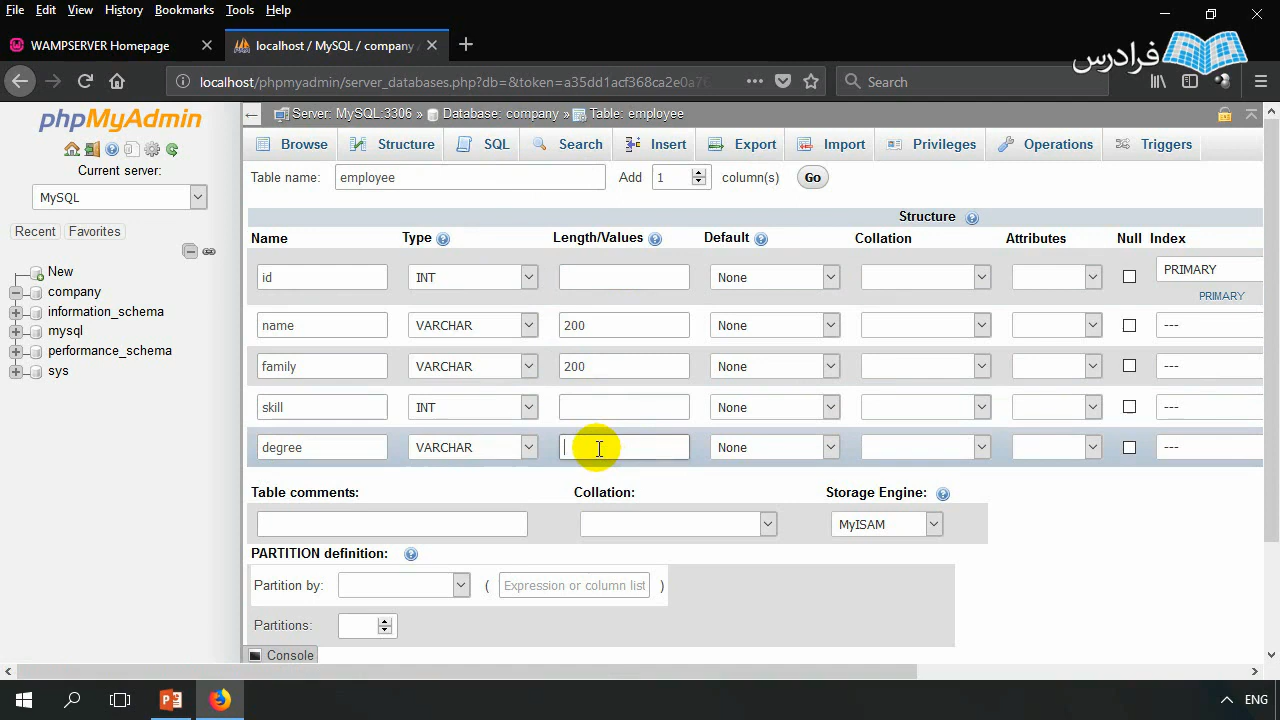 File Edit View History Bookmarks Tools Help
WAMPSERVER Homepage
localhost / MySQL / company
فرادرس
localhost/phpmyadmin/server_databases.php?db=&token=a35dd1acf368ca2e0a76
Search
phpMyAdmin
Current server:
MySQL
Recent Favorites
New
company
information_schema
mysql
performance_schema
sys
Server: MySQL:3306 » Database: company » Table: employee
Browse Structure SQL Search Insert Export Import Privileges Operations Triggers
Table name: employee Add 1 column(s) Go
Structure
Name Type Length/Values Default Collation Attributes Null Index
id INT None PRIMARY
PRIMARY
name VARCHAR 200 None ---
family VARCHAR 200 None ---
skill INT None ---
degree VARCHAR None ---
Table comments: Collation: Storage Engine:
MyISAM
PARTITION definition:
Partition by: ( Expression or column list )
Partitions:
Console
ENG